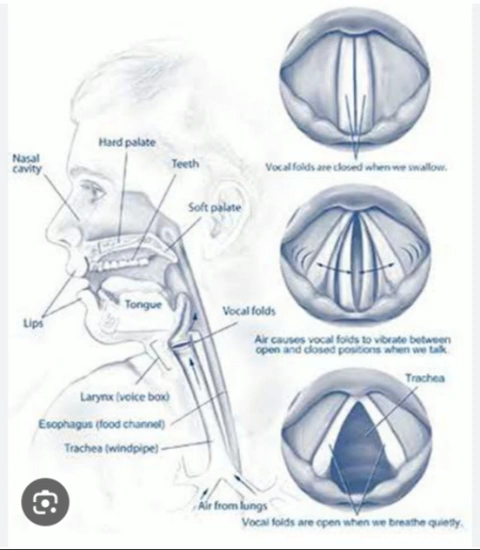 Hard palate
Nasal
cavity
Teeth
Soft palate
Lips
Tongue
Vocal folds
Larynx (voice box)
Esophagus (food channel)
Trachea (windpipe)
Air from lungs
Vocal folds are closed when we swallow.
Air causes vocal folds to vibrate between
open and closed positions when we talk.
Trachea
Vocal folds are open when we breathe quietly.